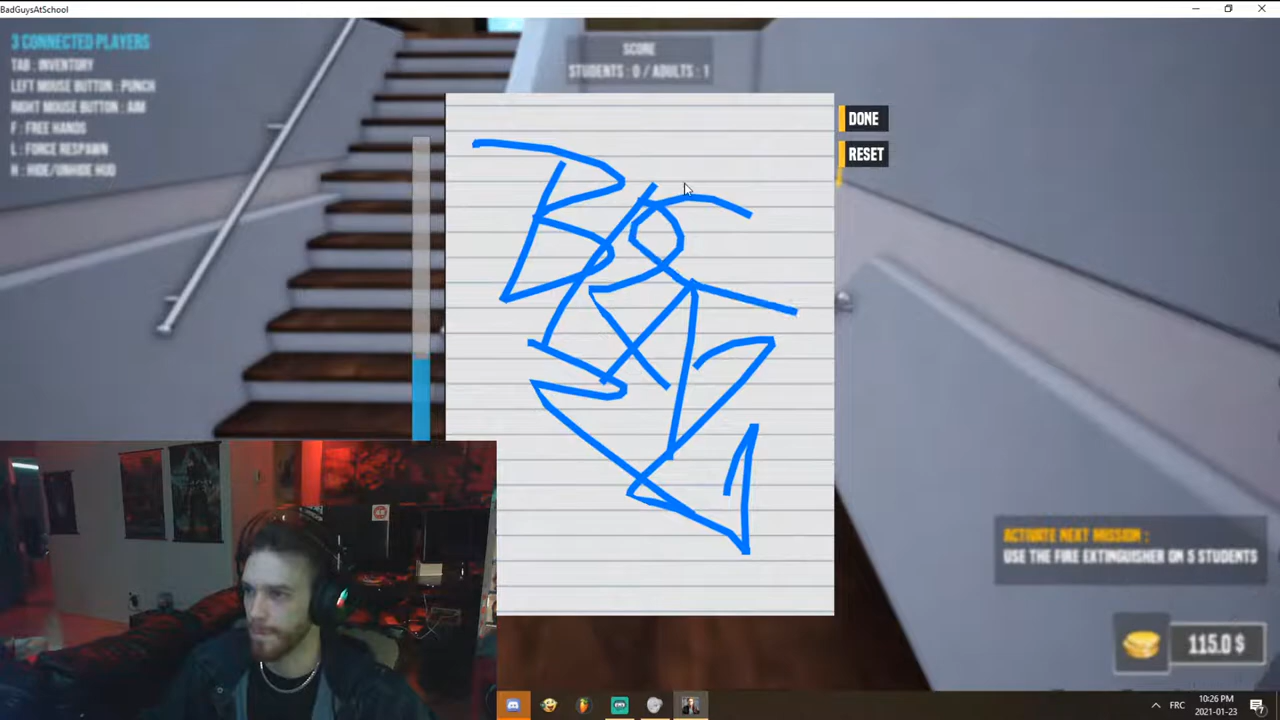 BadGuysAtSchool
3 CONNECTED PLAYERS
TAB : INVENTORY
LEFT MOUSE BUTTON : PUNCH
RIGHT MOUSE BUTTON : AIM
F : FREE HANDS
L : FORCE RESPAWN
H : HIDE/UNHIDE HUD
SCORE
STUDENTS : 0 / ADULTS : 1
DONE
RESET
ACTIVATE NEXT MISSION :
USE THE FIRE EXTINGUISHER ON 5 STUDENTS
115.0 $
FRC
10:26 PM
2021-01-23